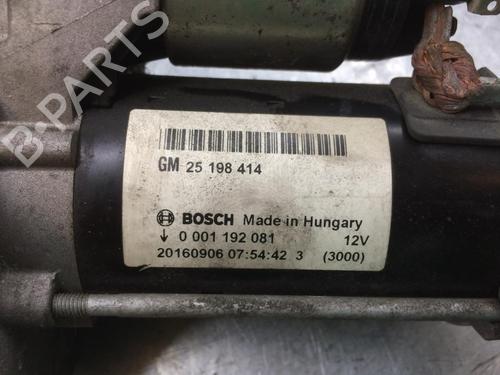 B-PARTS
GM 25 198 414
BOSCH Made in Hungary
↓ 0 001 192 081 12V
20160906 07:54:42 3 (3000)